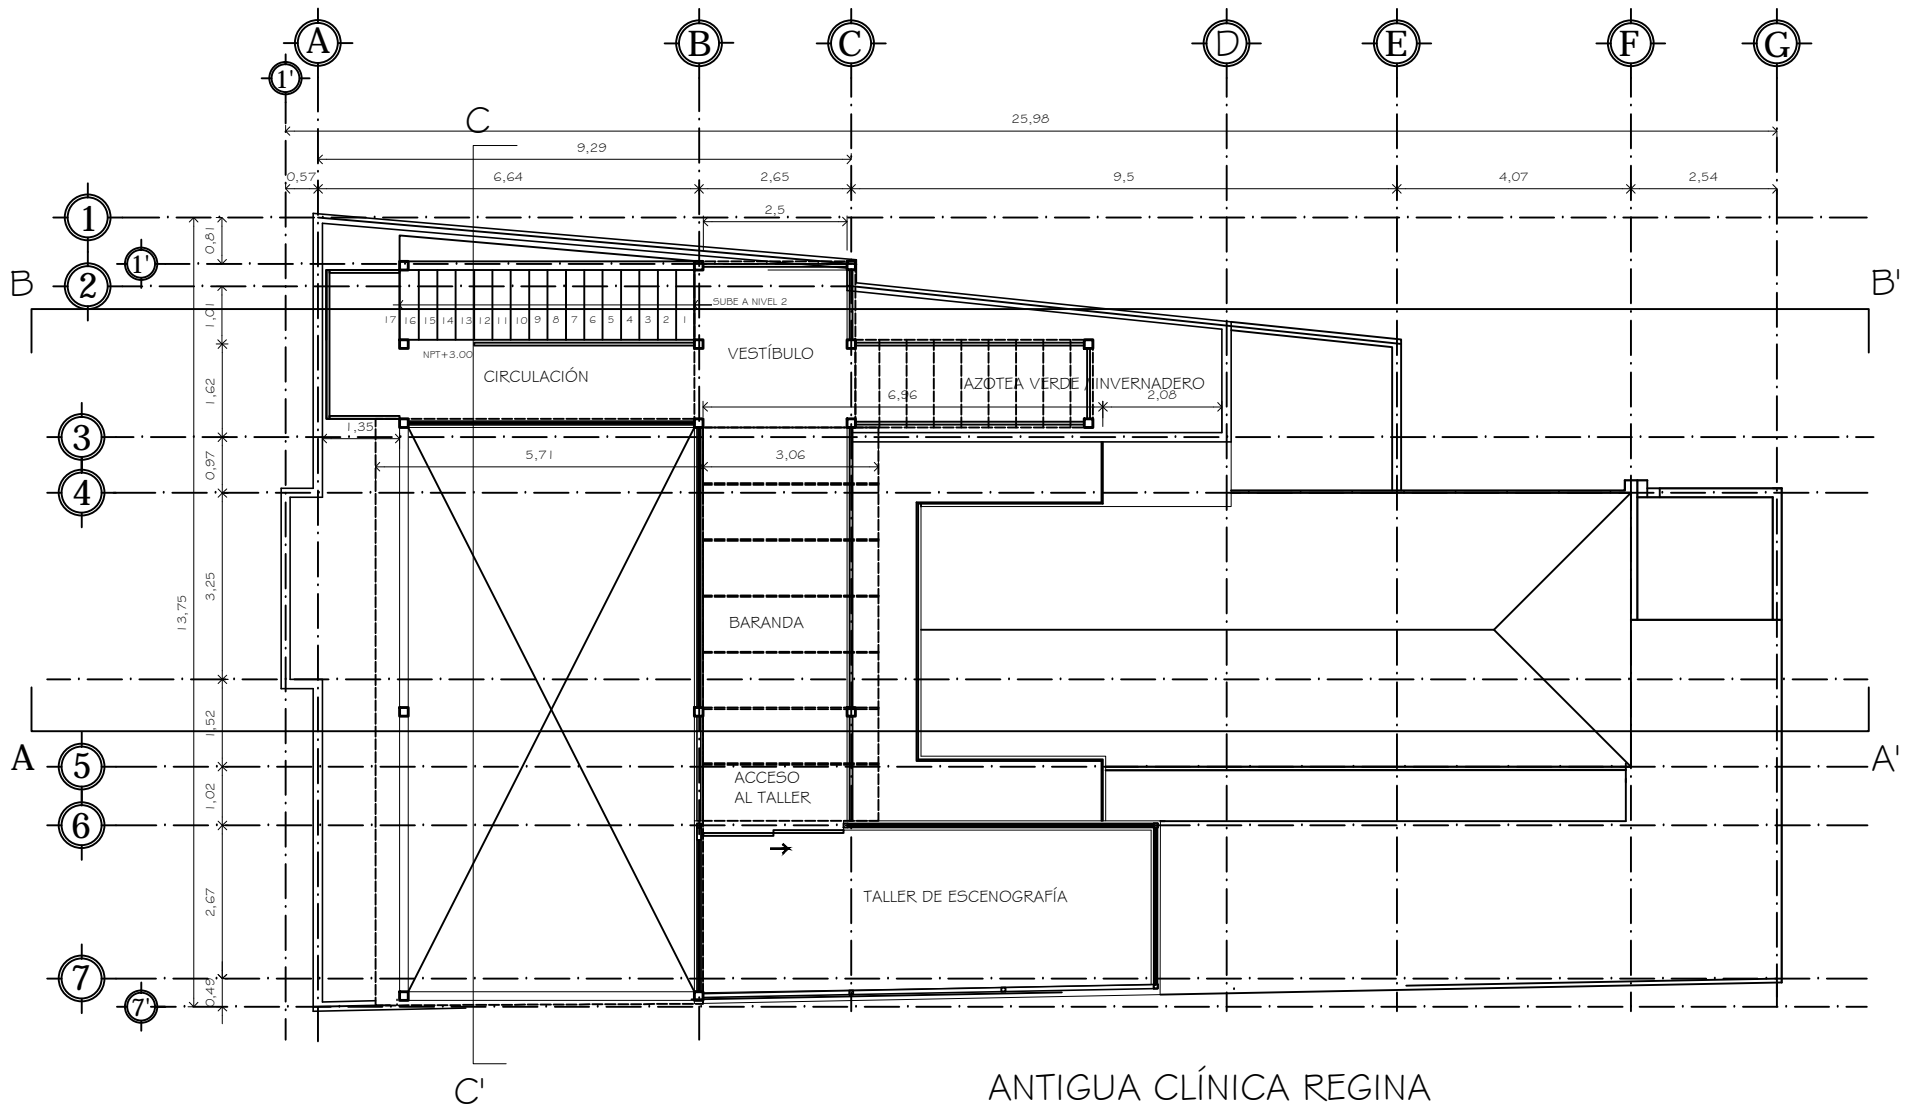 A
B
C
D
E
F
G
1'
C
25,98
9,29
0,57
6,64
2,65
9,5
4,07
2,54
1
2,5
0,81
1'
2
B
B'
1,01
SUBE A NIVEL 2
17 16 15 14 13 12 11 10 9 8 7 6 5 4 3 2 1
NPT+3.00
VESTÍBULO
CIRCULACIÓN
AZOTEA VERDE / INVERNADERO
1,62
6,96
2,08
3
1,35
0,97
5,71
3,06
4
3,25
13,75
BARANDA
1,52
A
A'
5
ACCESO
AL TALLER
1,02
6
2,67
TALLER DE ESCENOGRAFÍA
7
0,49
7'
C'
ANTIGUA CLÍNICA REGINA